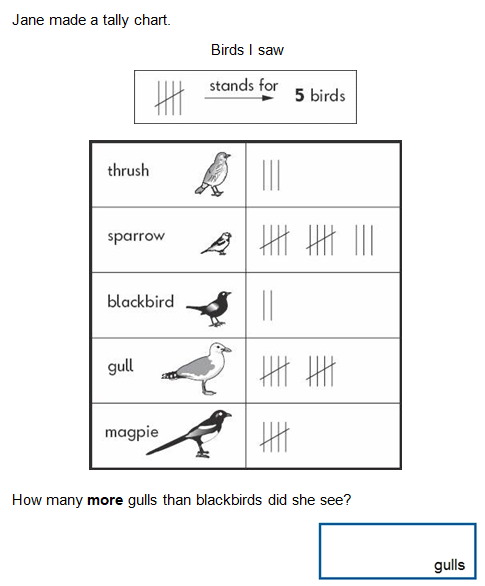 Jane made a tally chart.
Birds I saw
stands for
5 birds
thrush
sparrow
blackbird
gull
magpie
How many more gulls than blackbirds did she see?
gulls